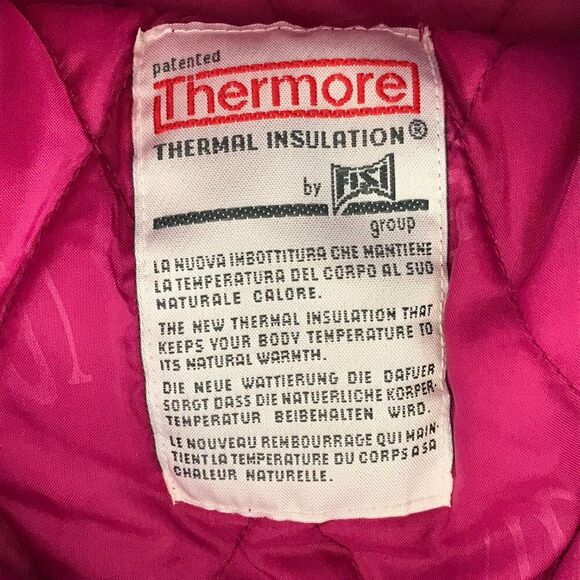 patented
Thermore
THERMAL INSULATION®
by FISI
group
LA NUOVA IMBOTTITURA CHE MANTIENE
LA TEMPERATURA DEL CORPO AL SUO
NATURALE CALORE.
THE NEW THERMAL INSULATION THAT
KEEPS YOUR BODY TEMPERATURE TO
ITS NATURAL WARMTH.
DIE NEUE WATTIERUNG DIE DAFUER
SORGT DASS DIE NATUERLICHE KORPER-
TEMPERATUR BEIBEHALTEN WIRD.
LE NOUVEAU REMBOURRAGE QUI MAIN-
TIENT LA TEMPERATURE DU CORPS A SA
CHALEUR NATURELLE.